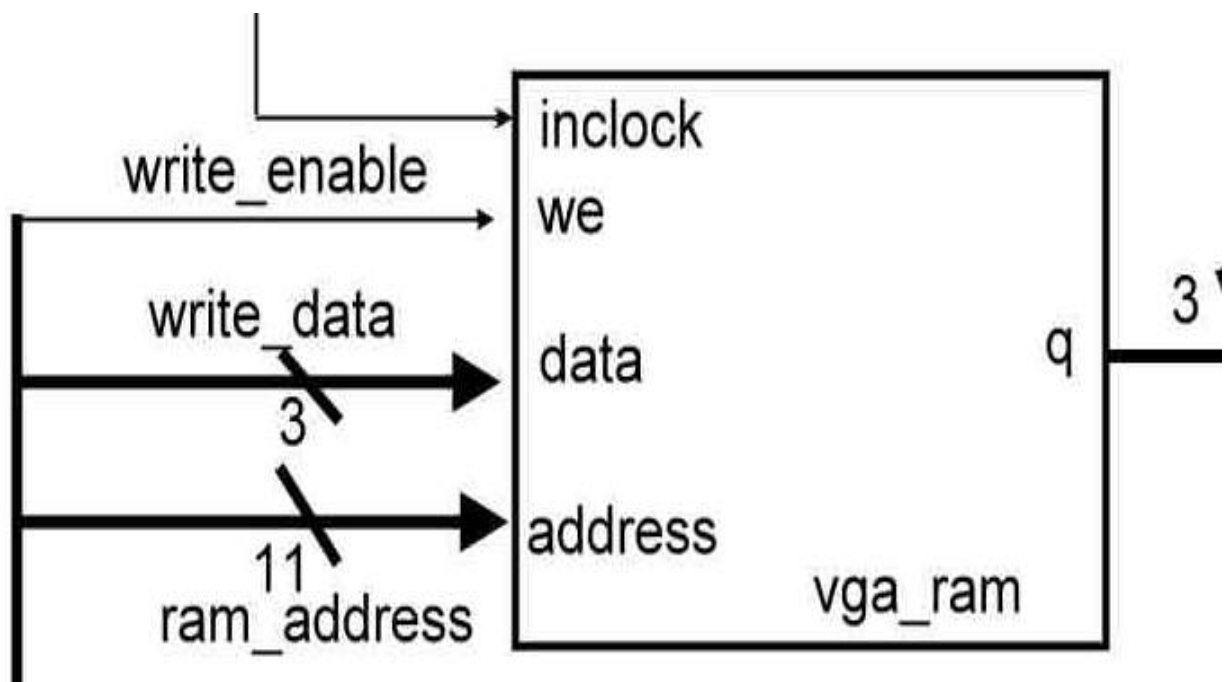 inclock
write_enable
we
write_data
3
data
q
3
11
address
ram_address
vga_ram